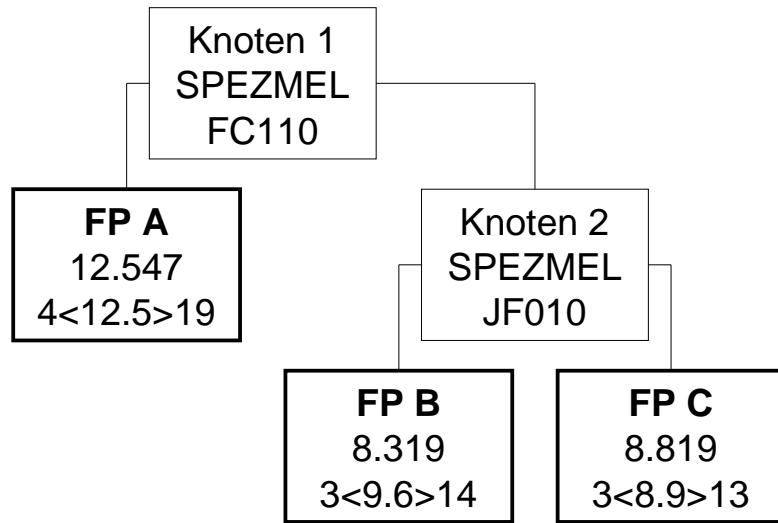 Knoten 1
SPEZMEL
FC110
FP A
12.547
4<12.5>19
Knoten 2
SPEZMEL
JF010
FP B
8.319
3<9.6>14
FP C
8.819
3<8.9>13